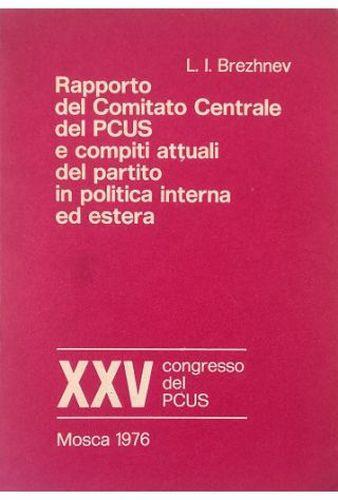 L. I. Brezhnev
Rapporto
del Comitato Centrale
del PCUS
e compiti attuali
del partito
in politica interna
ed estera
XXV congresso
del
PCUS
Mosca 1976